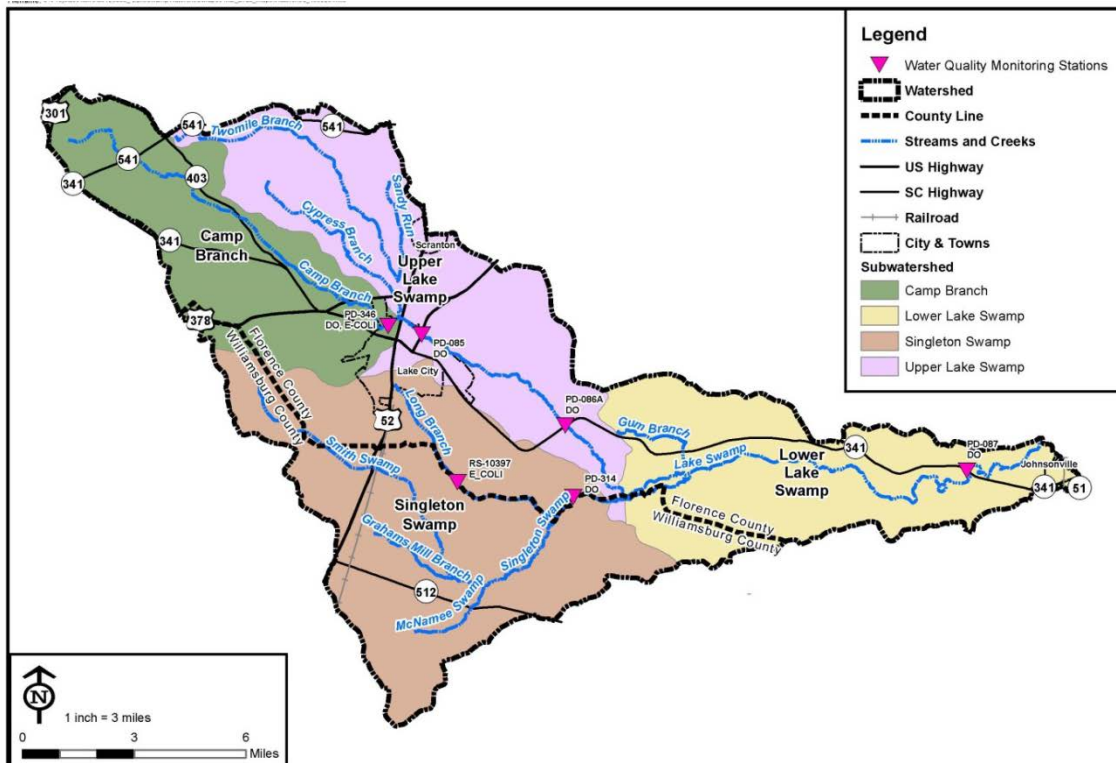 Legend
Water Quality Monitoring Stations
Watershed
County Line
Streams and Creeks
US Highway
SC Highway
Railroad
City & Towns
Subwatershed
Camp Branch
Lower Lake Swamp
Singleton Swamp
Upper Lake Swamp
301
541
Twomile Branch
541
541
403
341
Sandy Run
Cypress Branch
Scranton
341
Camp
Branch
Upper
Lake
Swamp
Camp Branch
378
PD-346
DO, E-COLI
PD-085
DO
Florence County
Williamsburg County
Lake City
Long Branch
52
PD-086A
DO
Gum Branch
Smith Swamp
341
PD-087
DO
Lake Swamp
Lower
Lake
Swamp
Johnsonville
341
51
RS-10397
E_COLI
PD-314
DO
Singleton
Swamp
Singleton Swamp
Florence County
Williamsburg County
Grahams Mill Branch
512
McNamee Swamp
N
1 inch = 3 miles
0
3
6
Miles